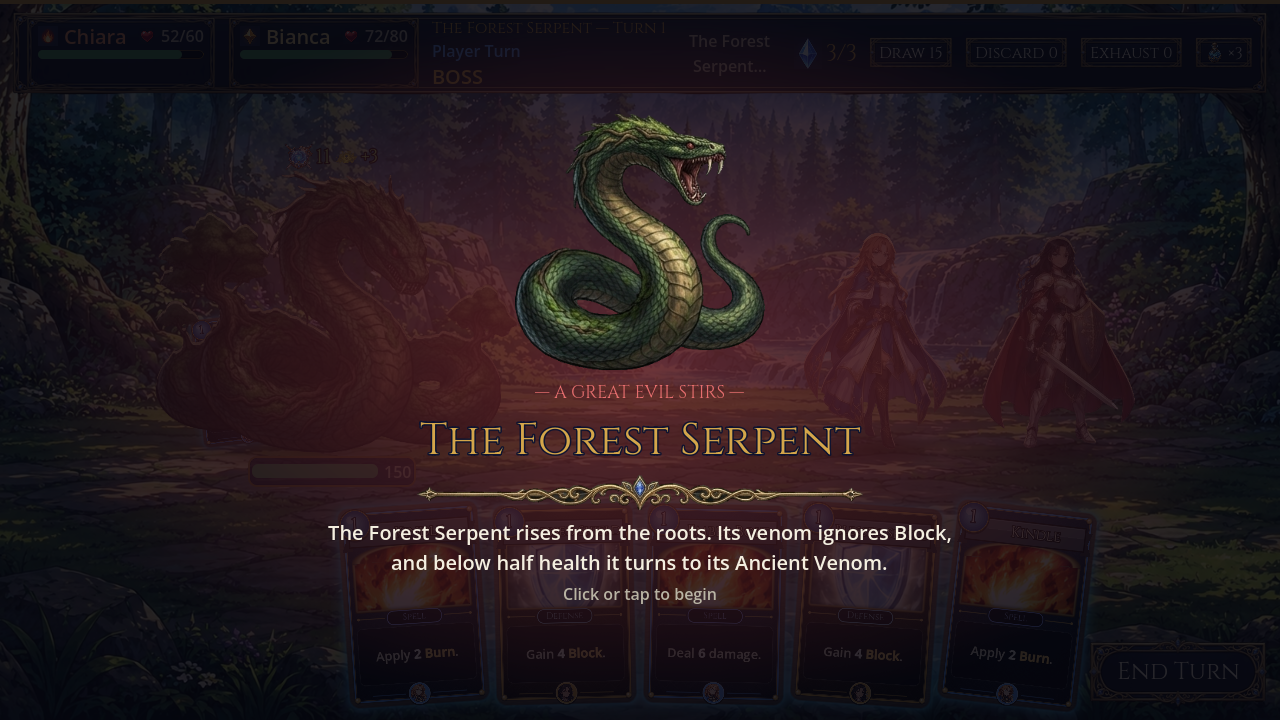 Chiara 52/60
Bianca 72/80
The Forest Serpent — Turn 1
Player Turn
BOSS
The Forest
Serpent...
3/3
Draw 15
Discard 0
Exhaust 0
×3
11 +3
— A GREAT EVIL STIRS —
The Forest Serpent
150
The Forest Serpent rises from the roots. Its venom ignores Block,
and below half health it turns to its Ancient Venom.
Click or tap to begin
1
1
Kindle
Spell
Defense
Spell
Defense
Spell
Apply 2 Burn.
Gain 4 Block.
Deal 6 damage.
Gain 4 Block.
Apply 2 Burn.
End Turn